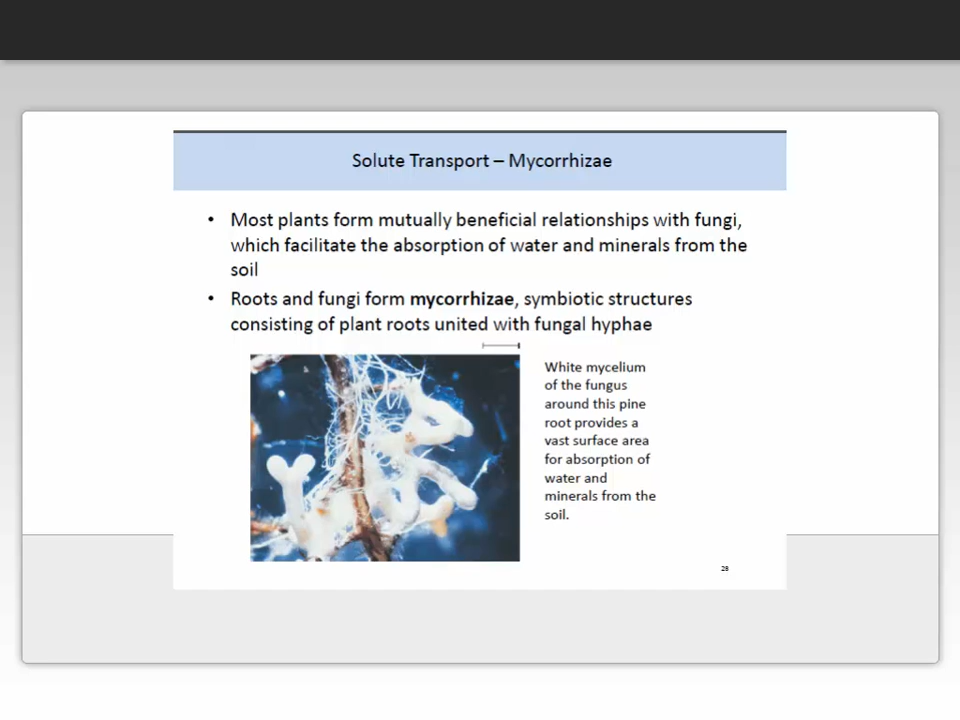 Solute Transport – Mycorrhizae
• Most plants form mutually beneficial relationships with fungi,
which facilitate the absorption of water and minerals from the
soil
• Roots and fungi form mycorrhizae, symbiotic structures
consisting of plant roots united with fungal hyphae
White mycelium
of the fungus
around this pine
root provides a
vast surface area
for absorption of
water and
minerals from the
soil.
28